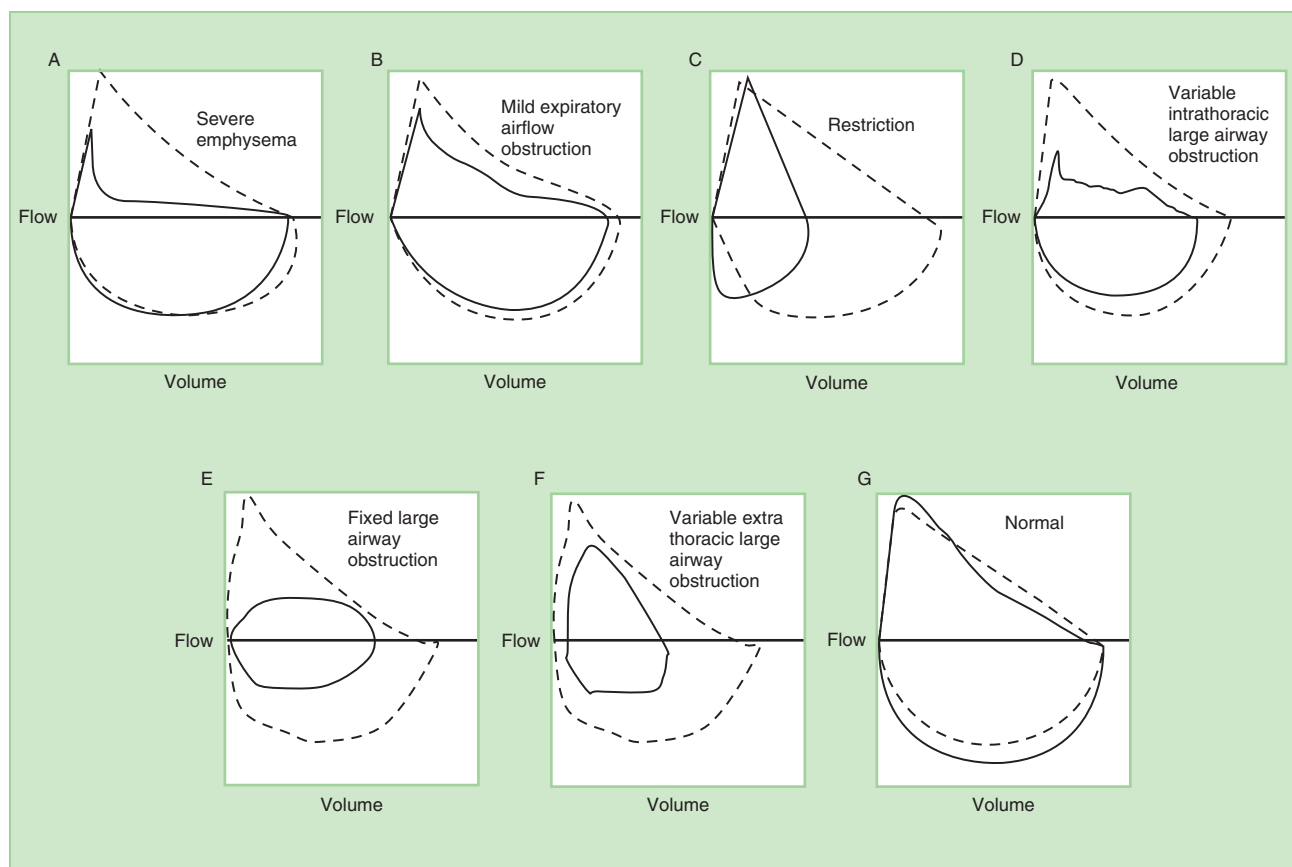 A
Severe
emphysema
Flow
Volume
B
Mild expiratory
airflow
obstruction
Flow
Volume
C
Restriction
Flow
Volume
D
Variable
intrathoracic
large airway
obstruction
Flow
Volume
E
Fixed large
airway
obstruction
Flow
Volume
F
Variable extra
thoracic large
airway
obstruction
Flow
Volume
G
Normal
Flow
Volume